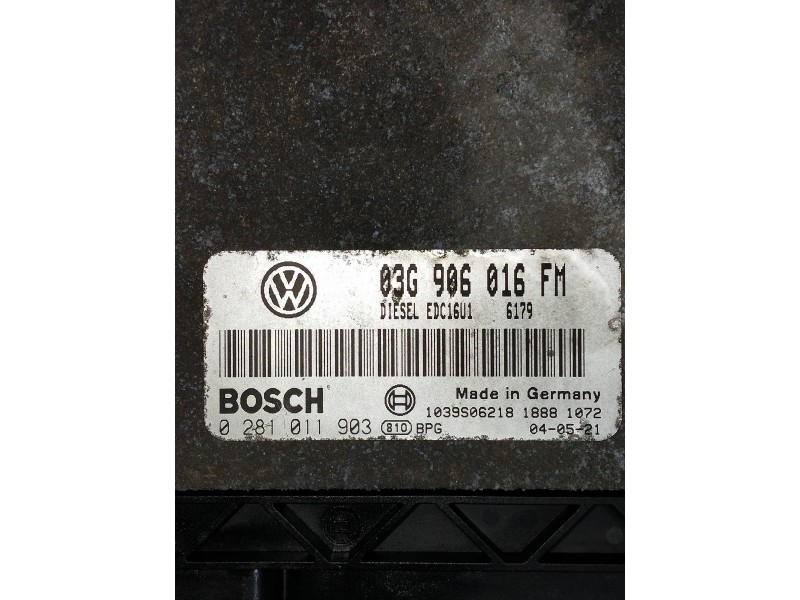 03G 906 016 FM
DIESEL EDC16U1 6179
BOSCH
Made in Germany
1039S06218 1888 1072
0 281 011 903 810 BPG 04-05-21